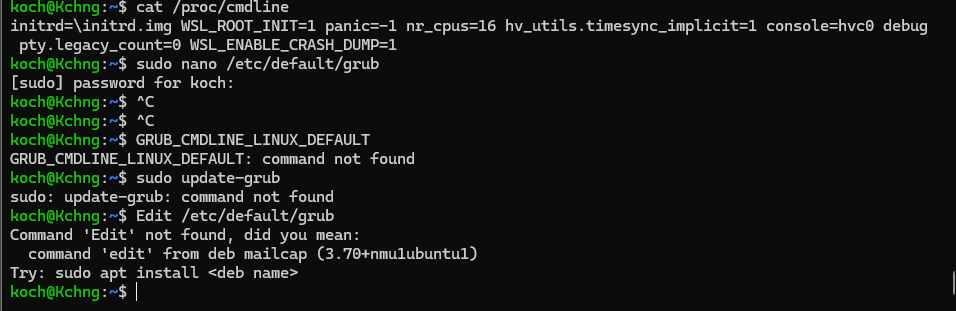 koch@Kchng:~$ cat /proc/cmdline
initrd=\initrd.img WSL_ROOT_INIT=1 panic=-1 nr_cpus=16 hv_utils.timesync_implicit=1 console=hvc0 debug
 pty.legacy_count=0 WSL_ENABLE_CRASH_DUMP=1
koch@Kchng:~$ sudo nano /etc/default/grub
[sudo] password for koch:
koch@Kchng:~$ ^C
koch@Kchng:~$ ^C
koch@Kchng:~$ GRUB_CMDLINE_LINUX_DEFAULT
GRUB_CMDLINE_LINUX_DEFAULT: command not found
koch@Kchng:~$ sudo update-grub
sudo: update-grub: command not found
koch@Kchng:~$ Edit /etc/default/grub
Command 'Edit' not found, did you mean:
  command 'edit' from deb mailcap (3.70+nmu1ubuntu1)
Try: sudo apt install <deb name>
koch@Kchng:~$